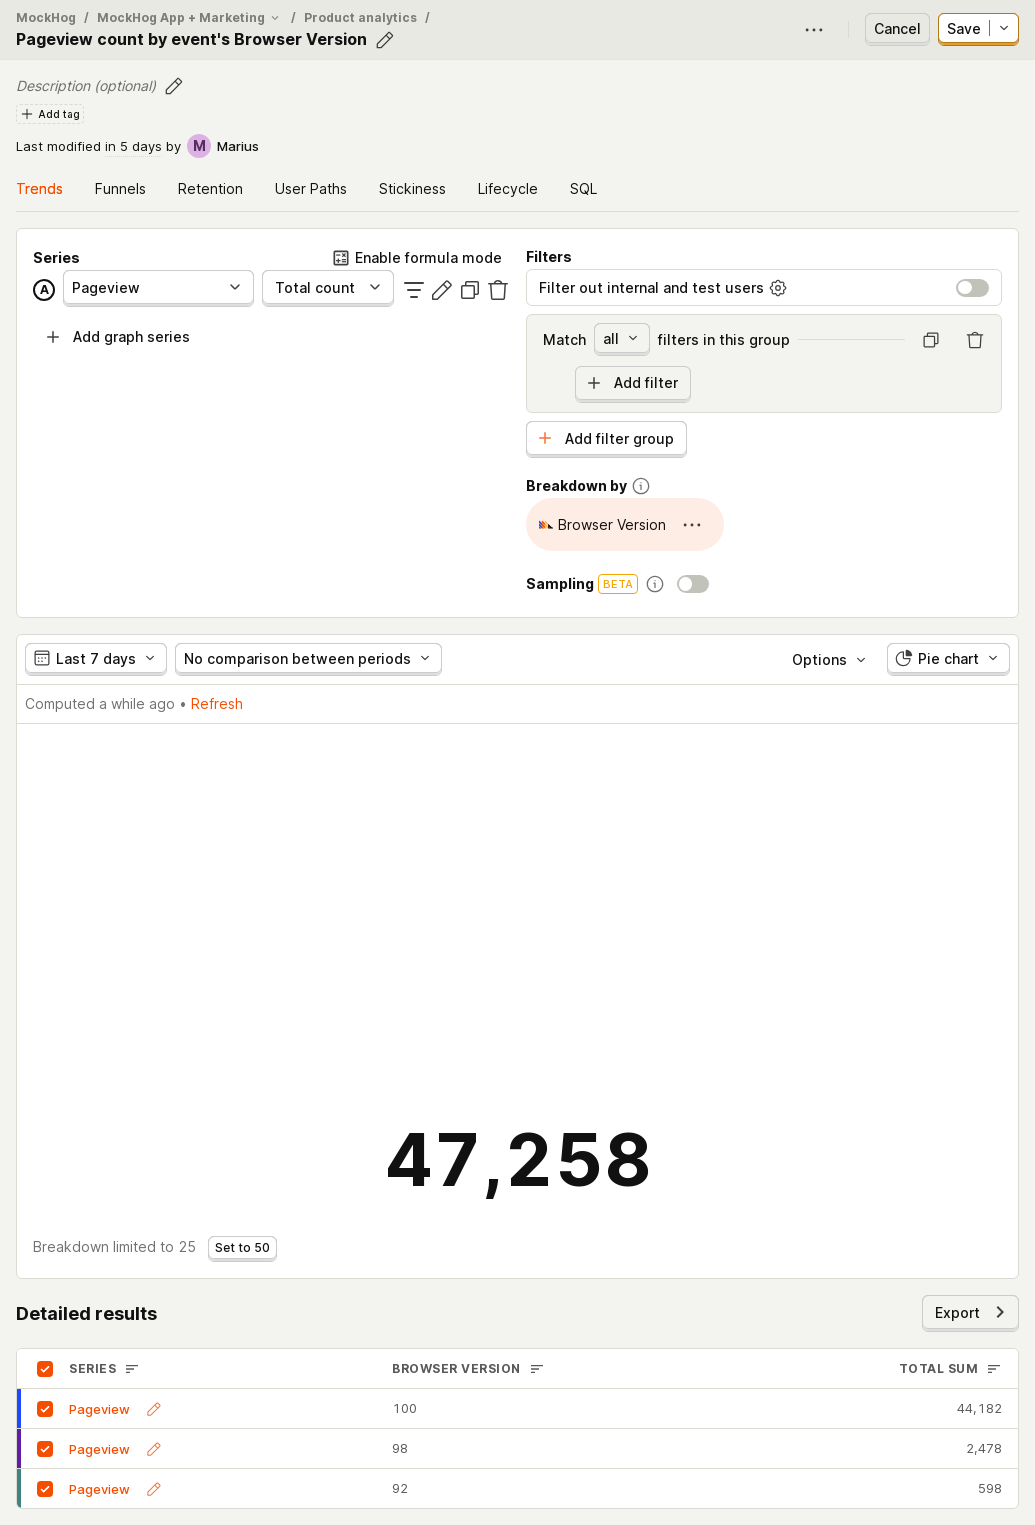 MockHog / MockHog App + Marketing / Product analytics /
Pageview count by event's Browser Version
Cancel
Save
Description (optional)
Add tag
Last modified in 5 days by M Marius
Trends Funnels Retention User Paths Stickiness Lifecycle SQL
Series
Enable formula mode
A Pageview Total count
Add graph series
Filters
Filter out internal and test users
Match all filters in this group
Add filter
Add filter group
Breakdown by
Browser Version
Sampling BETA
Last 7 days No comparison between periods Options Pie chart
Computed a while ago • Refresh
47,258
Breakdown limited to 25 Set to 50
Detailed results Export
SERIES BROWSER VERSION TOTAL SUM
Pageview 100 44,182
Pageview 98 2,478
Pageview 92 598